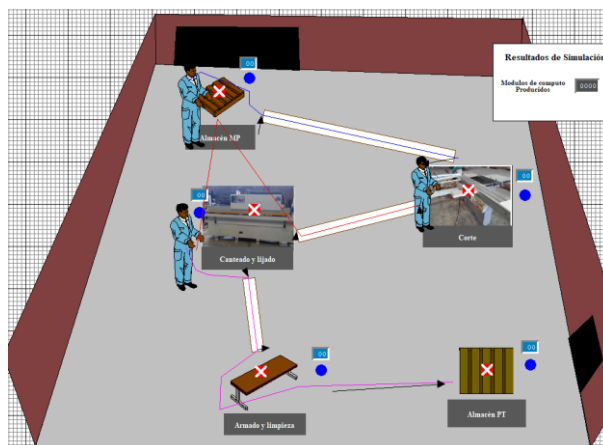 Resultados de Simulación
Modulos de computo
Producidos
0000
00
Almacén MP
00
Corte
00
Canteado y lijado
00
Armado y limpieza
00
Almacén PT